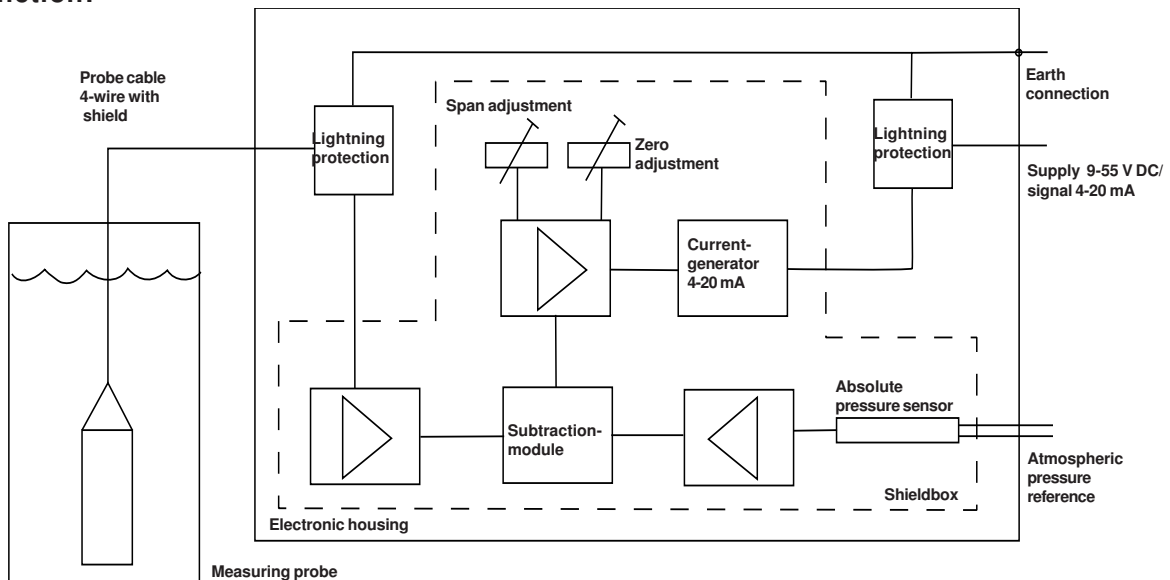 Probe cable
4-wire with
shield
Span adjustment
Lightning
protection
Zero
adjustment
Lightning
protection
Earth
connection
Supply 9-55 V DC/
signal 4-20 mA
Current-
generator
4-20 mA
Absolute
pressure sensor
Subtraction-
module
Atmospheric
pressure
reference
Shieldbox
Electronic housing
Measuring probe